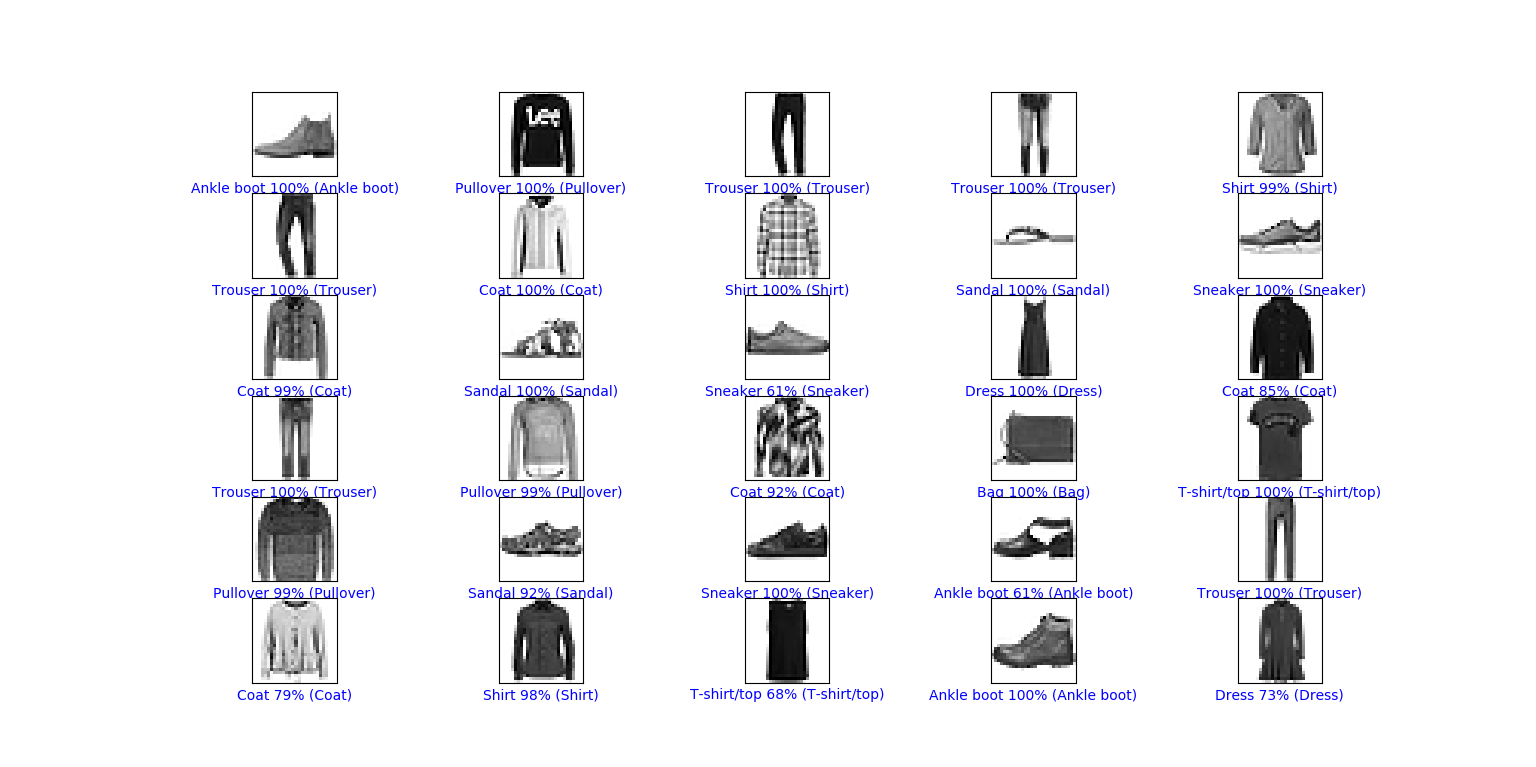 Lee
Ankle boot 100% (Ankle boot)
Pullover 100% (Pullover)
Trouser 100% (Trouser)
Trouser 100% (Trouser)
Shirt 99% (Shirt)
Trouser 100% (Trouser)
Coat 100% (Coat)
Shirt 100% (Shirt)
Sandal 100% (Sandal)
Sneaker 100% (Sneaker)
Coat 99% (Coat)
Sandal 100% (Sandal)
Sneaker 61% (Sneaker)
Dress 100% (Dress)
Coat 85% (Coat)
Trouser 100% (Trouser)
Pullover 99% (Pullover)
Coat 92% (Coat)
Bag 100% (Bag)
T-shirt/top 100% (T-shirt/top)
Pullover 99% (Pullover)
Sandal 92% (Sandal)
Sneaker 100% (Sneaker)
Ankle boot 61% (Ankle boot)
Trouser 100% (Trouser)
Coat 79% (Coat)
Shirt 98% (Shirt)
T-shirt/top 68% (T-shirt/top)
Ankle boot 100% (Ankle boot)
Dress 73% (Dress)